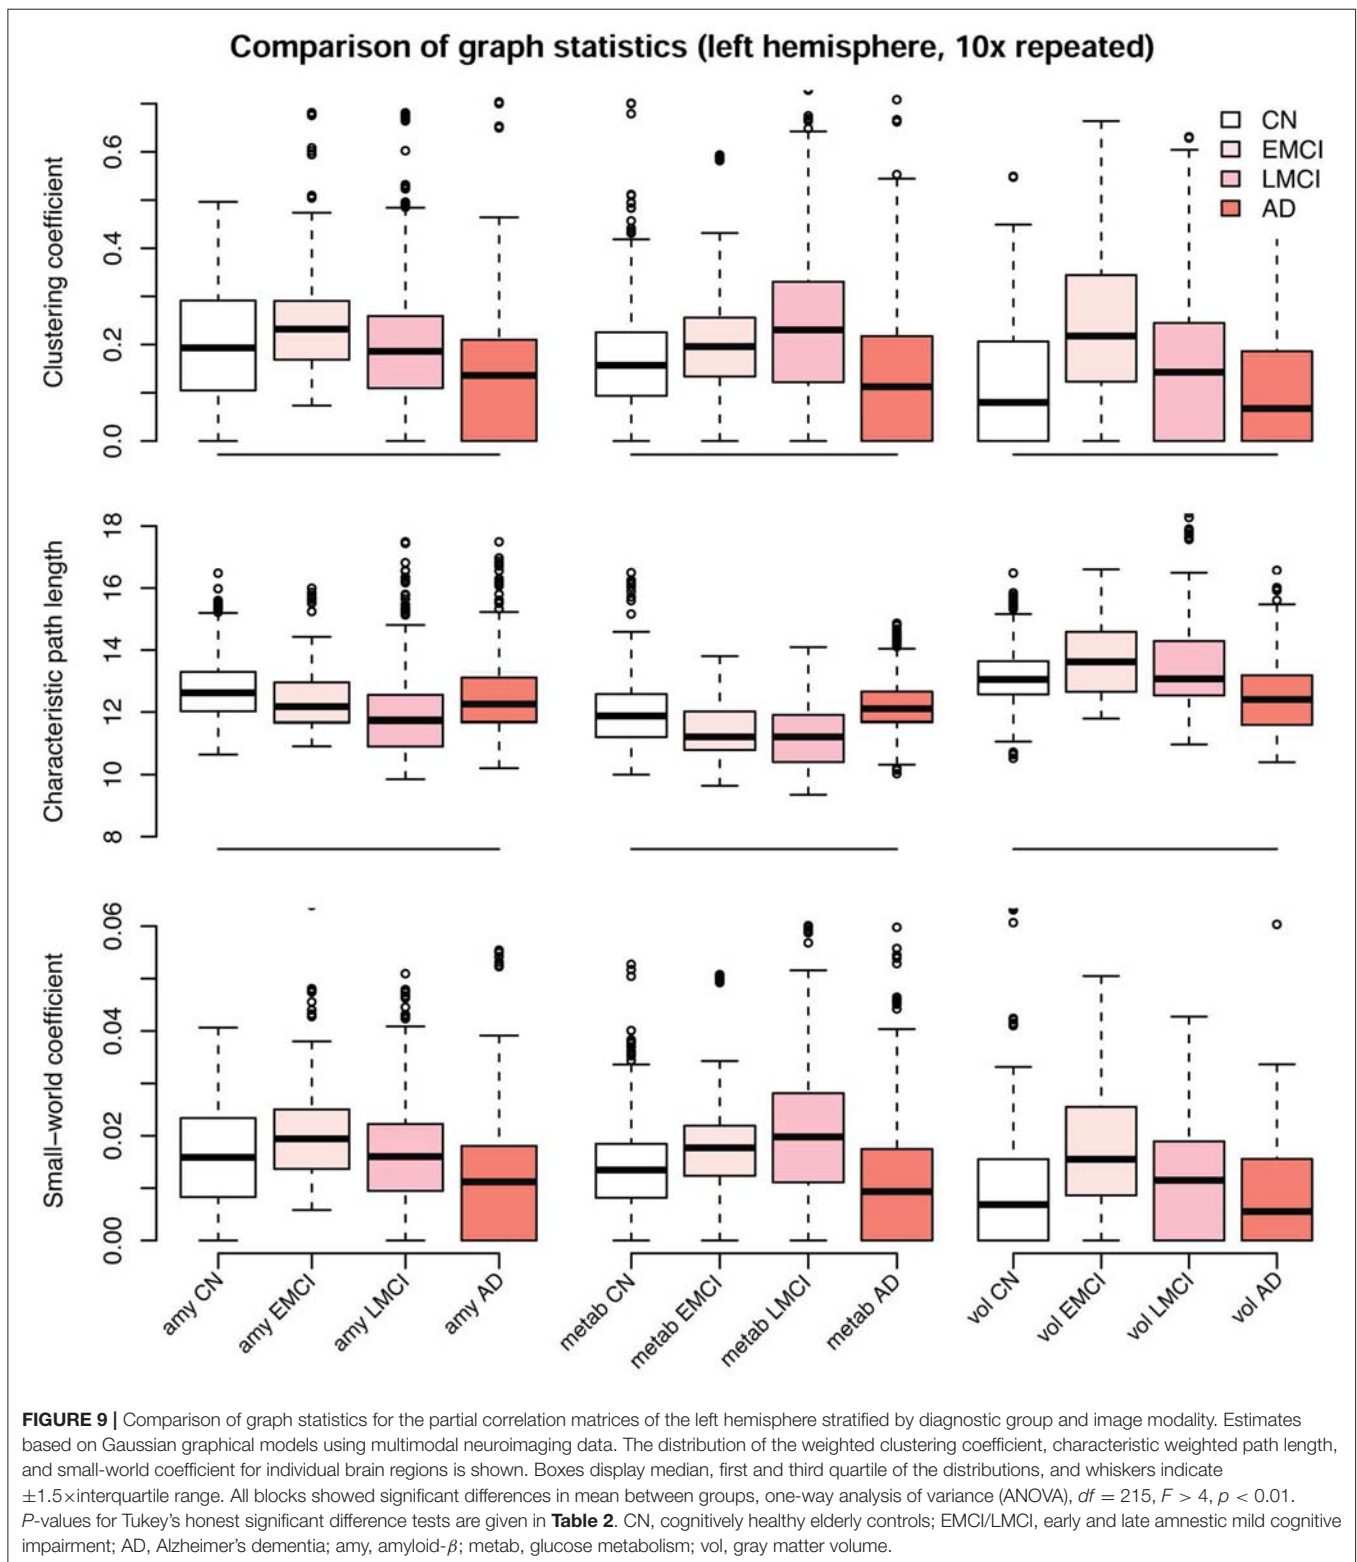 Comparison of graph statistics (left hemisphere, 10x repeated)
Clustering coefficient
0.6
0.4
0.2
0.0
CN
EMCI
LMCI
AD
Characteristic path length
18
16
14
12
10
8
Small–world coefficient
0.06
0.04
0.02
0.00
amy CN
amy EMCI
amy LMCI
amy AD
metab CN
metab EMCI
metab LMCI
metab AD
vol CN
vol EMCI
vol LMCI
vol AD
FIGURE 9 | Comparison of graph statistics for the partial correlation matrices of the left hemisphere stratified by diagnostic group and image modality. Estimates
based on Gaussian graphical models using multimodal neuroimaging data. The distribution of the weighted clustering coefficient, characteristic weighted path length,
and small-world coefficient for individual brain regions is shown. Boxes display median, first and third quartile of the distributions, and whiskers indicate
±1.5×interquartile range. All blocks showed significant differences in mean between groups, one-way analysis of variance (ANOVA), df = 215, F > 4, p < 0.01.
P-values for Tukey's honest significant difference tests are given in Table 2. CN, cognitively healthy elderly controls; EMCI/LMCI, early and late amnestic mild cognitive
impairment; AD, Alzheimer's dementia; amy, amyloid-β; metab, glucose metabolism; vol, gray matter volume.